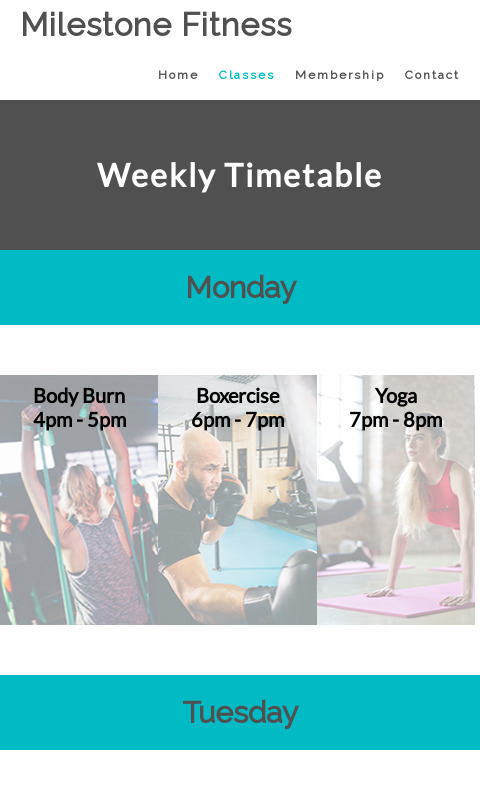 Milestone Fitness
Home Classes Membership Contact
Weekly Timetable
Monday
Body Burn
4pm - 5pm
Boxercise
6pm - 7pm
Yoga
7pm - 8pm
Tuesday